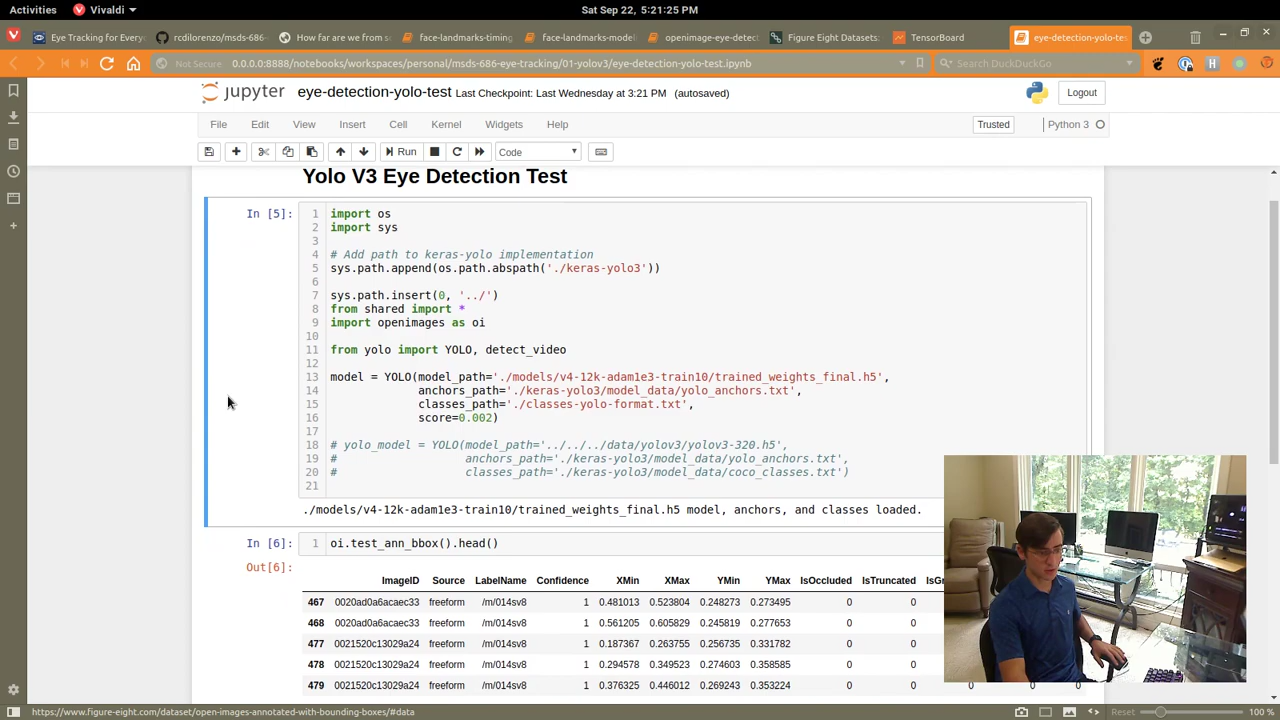 Activities Vivaldi Sat Sep 22, 5:21:25 PM
Eye Tracking for Every rcdilorenzo/msds-686- How far are we from s face-landmarks-timing face-landmarks-model openimage-eye-detect Figure Eight Datasets: TensorBoard eye-detection-yolo-tes
Not Secure 0.0.0.0:8888/notebooks/workspaces/personal/msds-686-eye-tracking/01-yolov3/eye-detection-yolo-test.ipynb Search DuckDuckGo
jupyter eye-detection-yolo-test Last Checkpoint: Last Wednesday at 3:21 PM (autosaved) Logout
File Edit View Insert Cell Kernel Widgets Help Trusted Python 3
Run Code
Yolo V3 Eye Detection Test
In [5]: 1 import os
2 import sys
3
4 # Add path to keras-yolo implementation
5 sys.path.append(os.path.abspath('./keras-yolo3'))
6
7 sys.path.insert(0, '../')
8 from shared import *
9 import openimages as oi
10
11 from yolo import YOLO, detect_video
12
13 model = YOLO(model_path='./models/v4-12k-adam1e3-train10/trained_weights_final.h5',
14 anchors_path='./keras-yolo3/model_data/yolo_anchors.txt',
15 classes_path='./classes-yolo-format.txt',
16 score=0.002)
17
18 # yolo_model = YOLO(model_path='../../../data/yolov3/yolov3-320.h5',
19 # anchors_path='./keras-yolo3/model_data/yolo_anchors.txt',
20 # classes_path='./keras-yolo3/model_data/coco_classes.txt')
21
./models/v4-12k-adam1e3-train10/trained_weights_final.h5 model, anchors, and classes loaded.
In [6]: 1 oi.test_ann_bbox().head()
Out[6]:
ImageID Source LabelName Confidence XMin XMax YMin YMax IsOccluded IsTruncated IsGr
467 0020ad0a6acaec33 freeform /m/014sv8 1 0.481013 0.523804 0.248273 0.273495 0 0
468 0020ad0a6acaec33 freeform /m/014sv8 1 0.561205 0.605829 0.245819 0.277653 0 0
477 0021520c13029a24 freeform /m/014sv8 1 0.187367 0.263755 0.256735 0.331782 0 0
478 0021520c13029a24 freeform /m/014sv8 1 0.294578 0.349523 0.274603 0.358585 0 0
479 0021520c13029a24 freeform /m/014sv8 1 0.376325 0.446012 0.269243 0.353224 0 0 0 0
https://www.figure-eight.com/dataset/open-images-annotated-with-bounding-boxes/#data Reset 100 %